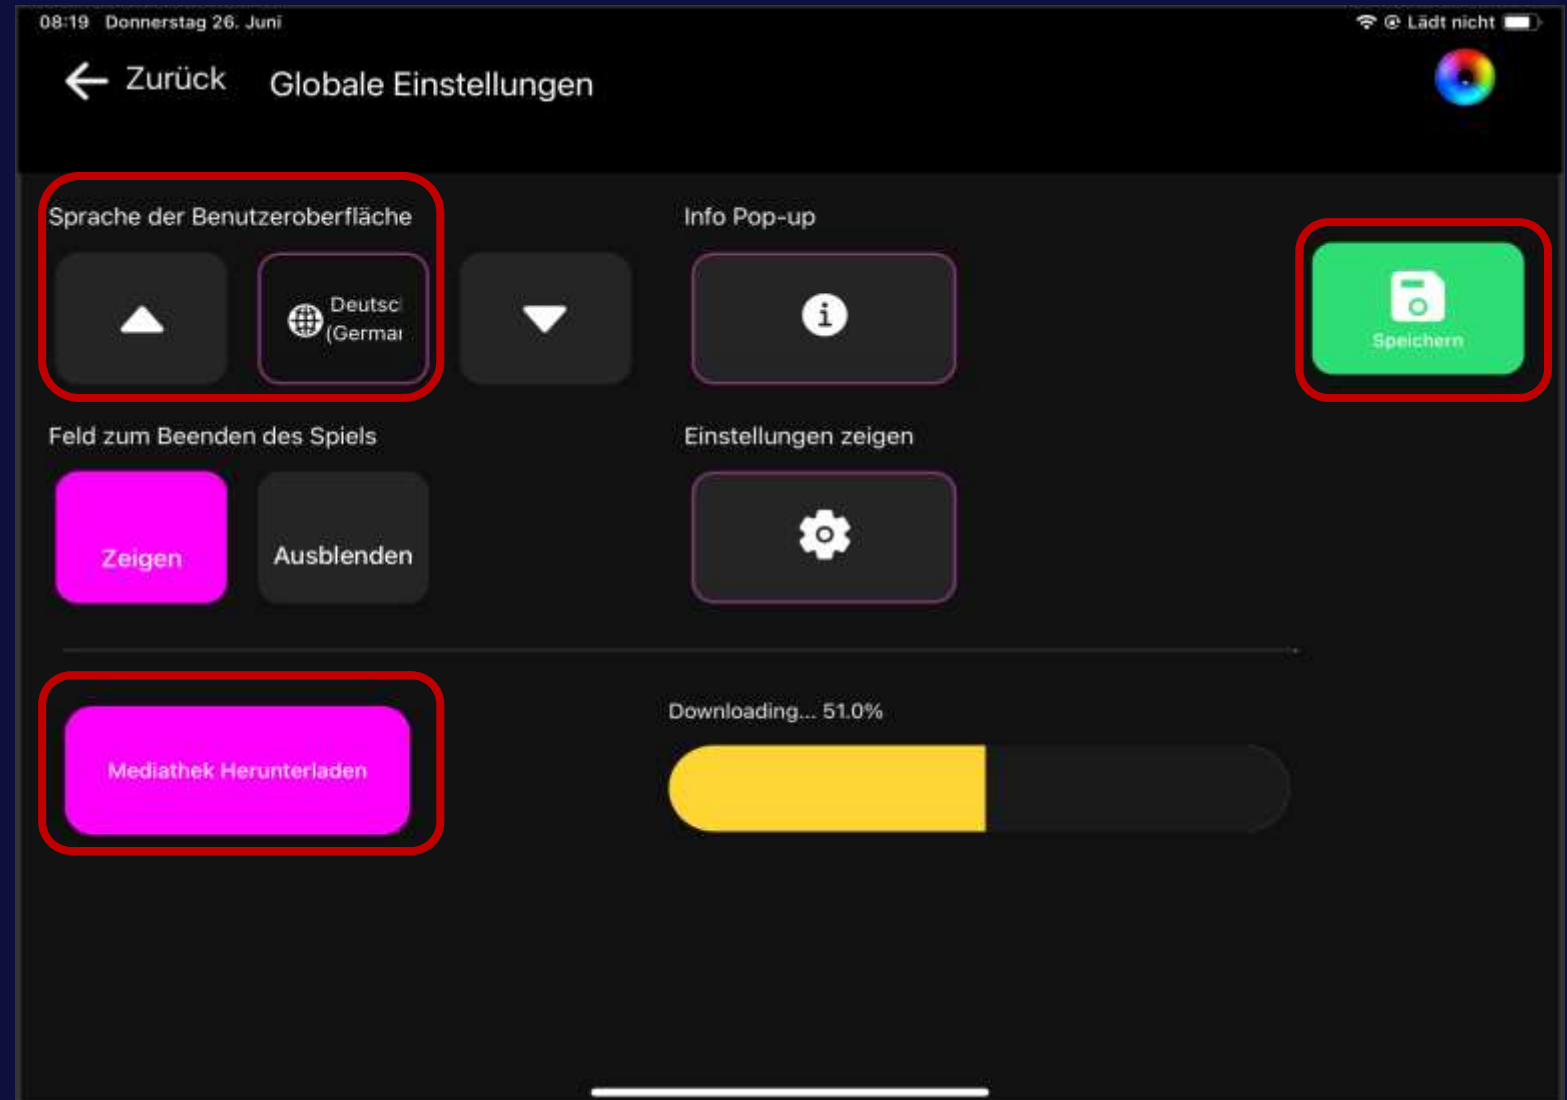 08:19 Donnerstag 26. Juni
Lädt nicht
Zurück
Globale Einstellungen
Sprache der Benutzeroberfläche
Info Pop-up
Deutsc
(Germa
Speichern
Feld zum Beenden des Spiels
Einstellungen zeigen
Zeigen
Ausblenden
Mediathek Herunterladen
Downloading... 51.0%